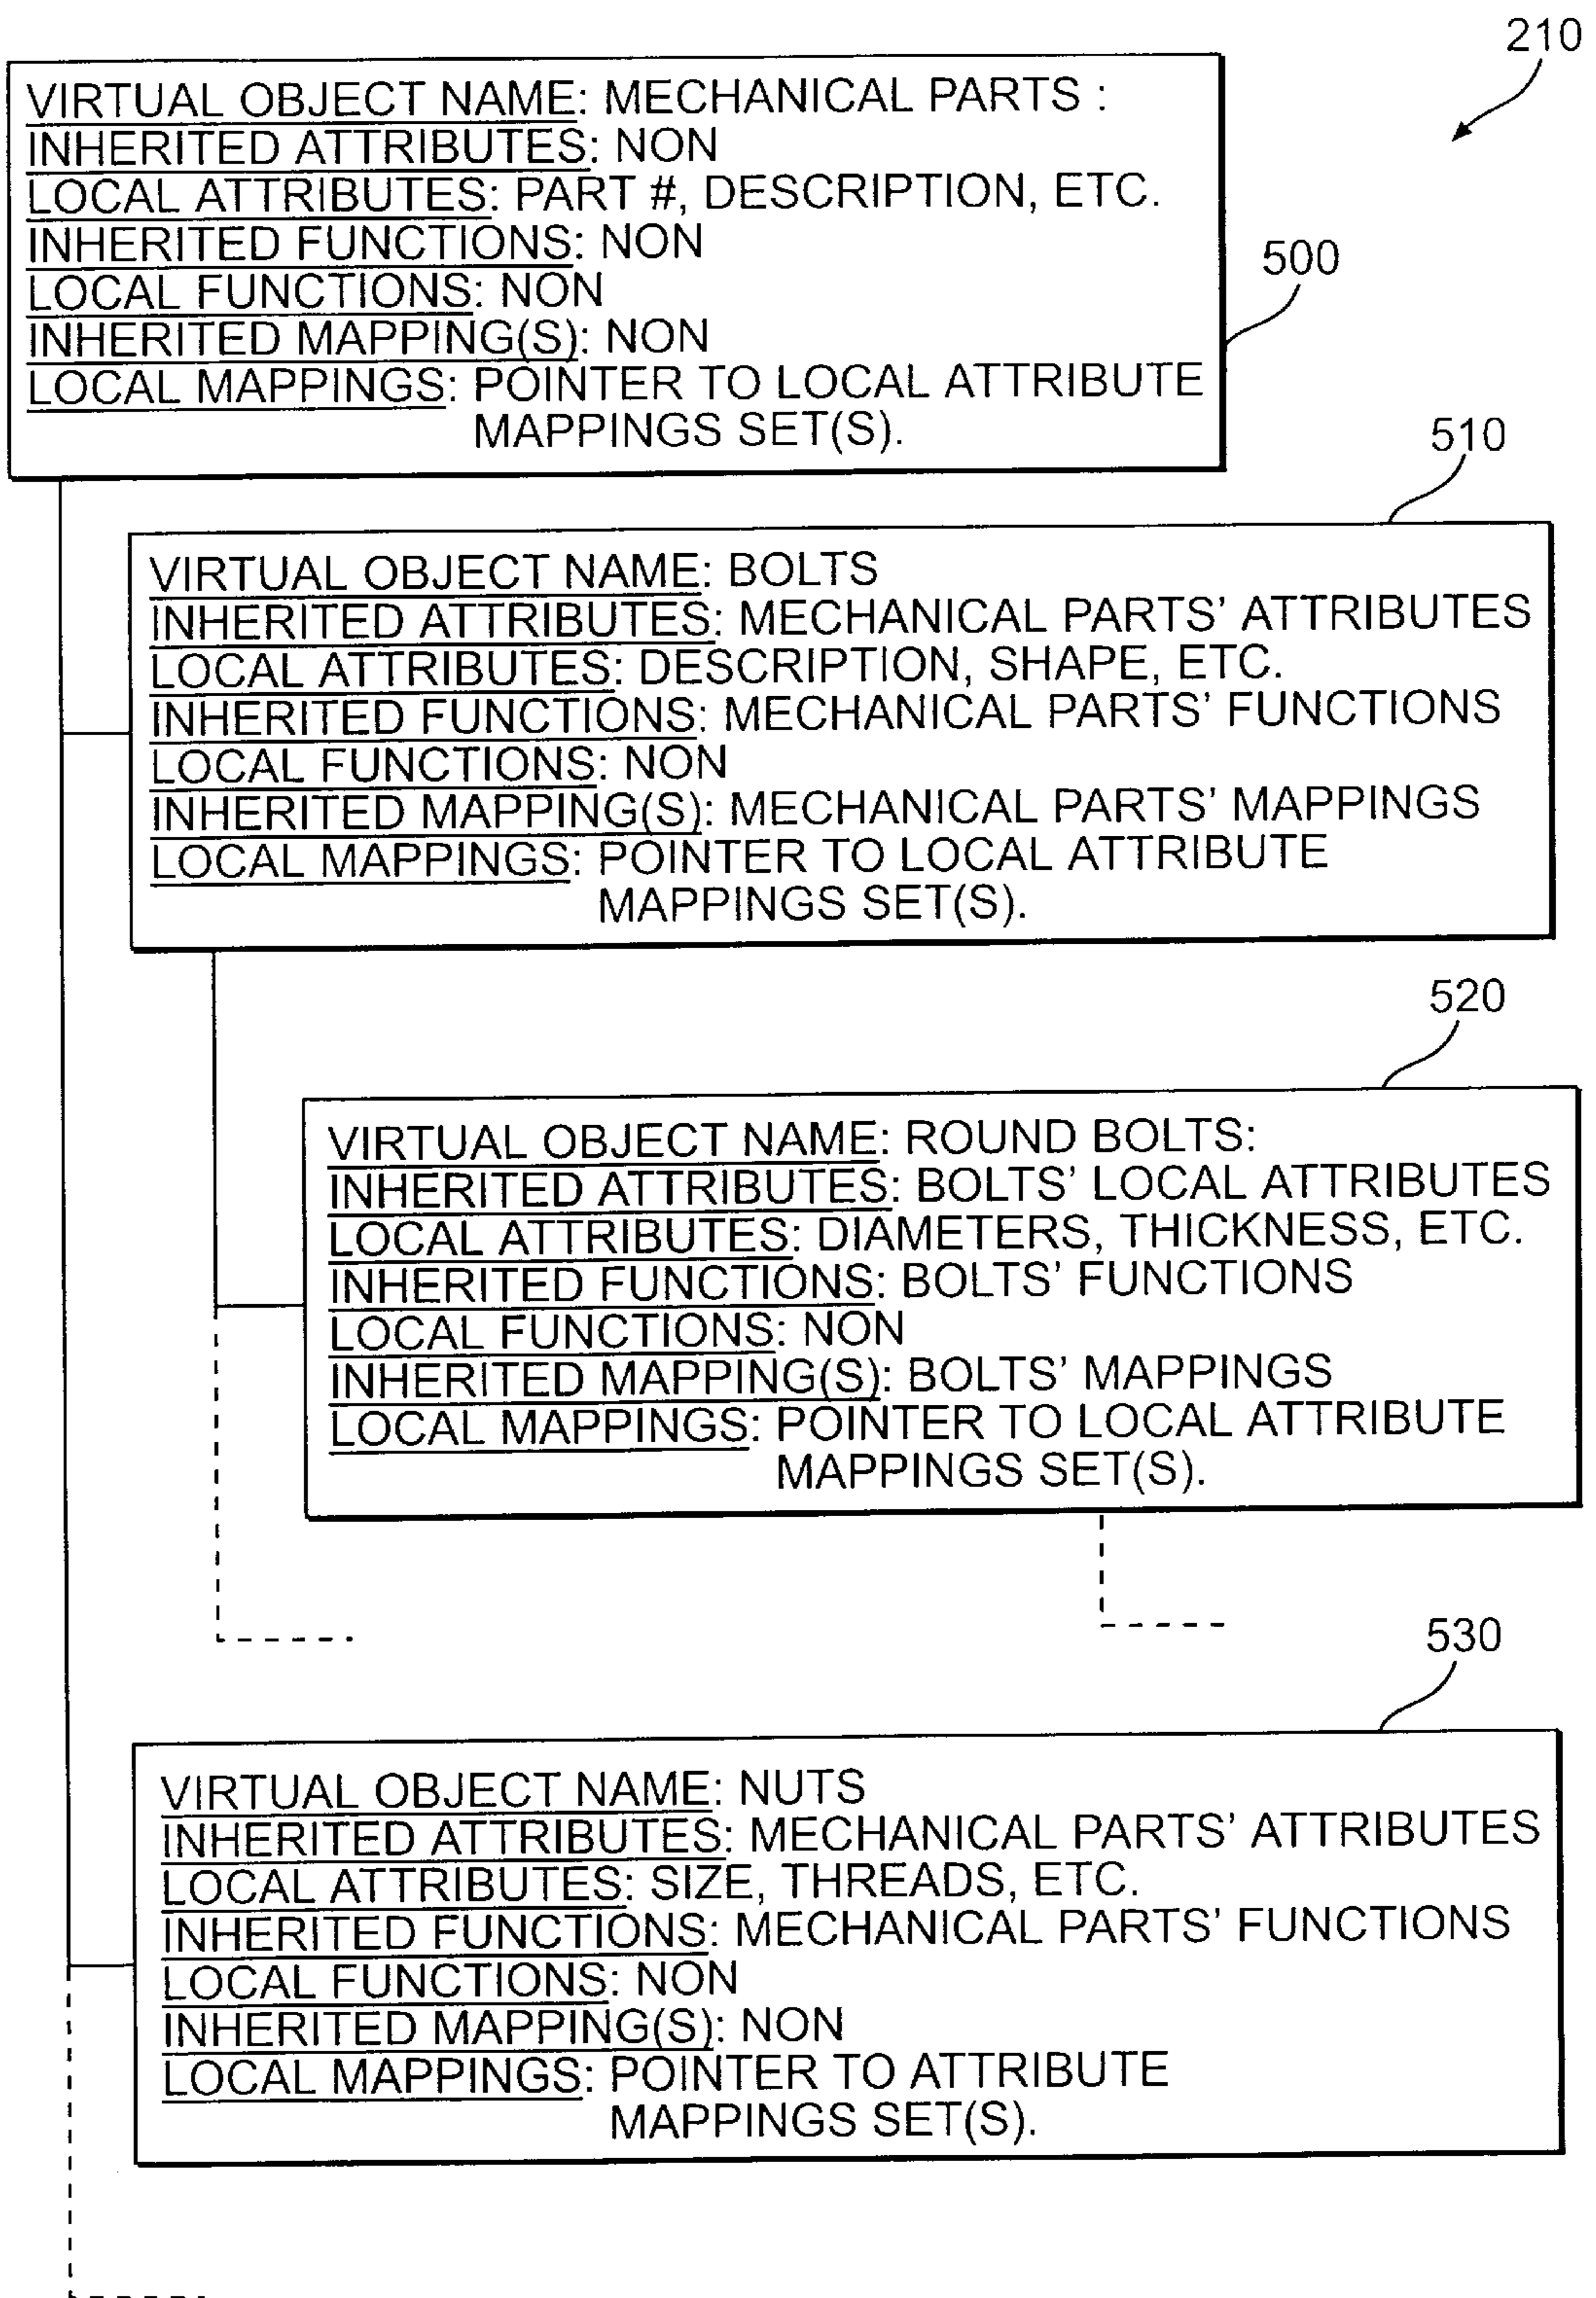 210
VIRTUAL OBJECT NAME: MECHANICAL PARTS :
INHERITED ATTRIBUTES: NON
LOCAL ATTRIBUTES: PART #, DESCRIPTION, ETC.
INHERITED FUNCTIONS: NON
LOCAL FUNCTIONS: NON
INHERITED MAPPING(S): NON
LOCAL MAPPINGS: POINTER TO LOCAL ATTRIBUTE
MAPPINGS SET(S).
500
510
VIRTUAL OBJECT NAME: BOLTS
INHERITED ATTRIBUTES: MECHANICAL PARTS’ ATTRIBUTES
LOCAL ATTRIBUTES: DESCRIPTION, SHAPE, ETC.
INHERITED FUNCTIONS: MECHANICAL PARTS’ FUNCTIONS
LOCAL FUNCTIONS: NON
INHERITED MAPPING(S): MECHANICAL PARTS’ MAPPINGS
LOCAL MAPPINGS: POINTER TO LOCAL ATTRIBUTE
MAPPINGS SET(S).
520
VIRTUAL OBJECT NAME: ROUND BOLTS:
INHERITED ATTRIBUTES: BOLTS’ LOCAL ATTRIBUTES
LOCAL ATTRIBUTES: DIAMETERS, THICKNESS, ETC.
INHERITED FUNCTIONS: BOLTS’ FUNCTIONS
LOCAL FUNCTIONS: NON
INHERITED MAPPING(S): BOLTS’ MAPPINGS
LOCAL MAPPINGS: POINTER TO LOCAL ATTRIBUTE
MAPPINGS SET(S).
530
VIRTUAL OBJECT NAME: NUTS
INHERITED ATTRIBUTES: MECHANICAL PARTS’ ATTRIBUTES
LOCAL ATTRIBUTES: SIZE, THREADS, ETC.
INHERITED FUNCTIONS: MECHANICAL PARTS’ FUNCTIONS
LOCAL FUNCTIONS: NON
INHERITED MAPPING(S): NON
LOCAL MAPPINGS: POINTER TO ATTRIBUTE
MAPPINGS SET(S).